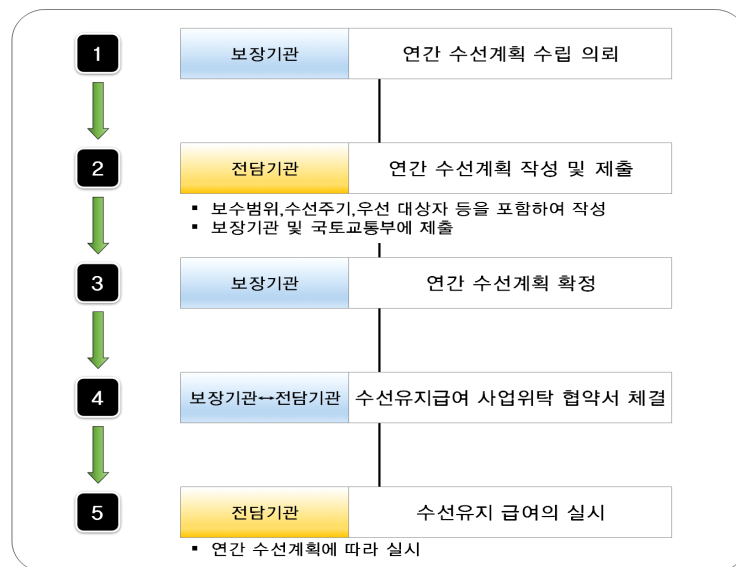 1 보장기관 연간 수선계획 수립 의뢰
2 전담기관 연간 수선계획 작성 및 제출
▪ 보수범위,수선주기,우선 대상자 등을 포함하여 작성
▪ 보장기관 및 국토교통부에 제출
3 보장기관 연간 수선계획 확정
4 보장기관↔전담기관 수선유지급여 사업위탁 협약서 체결
5 전담기관 수선유지 급여의 실시
▪ 연간 수선계획에 따라 실시